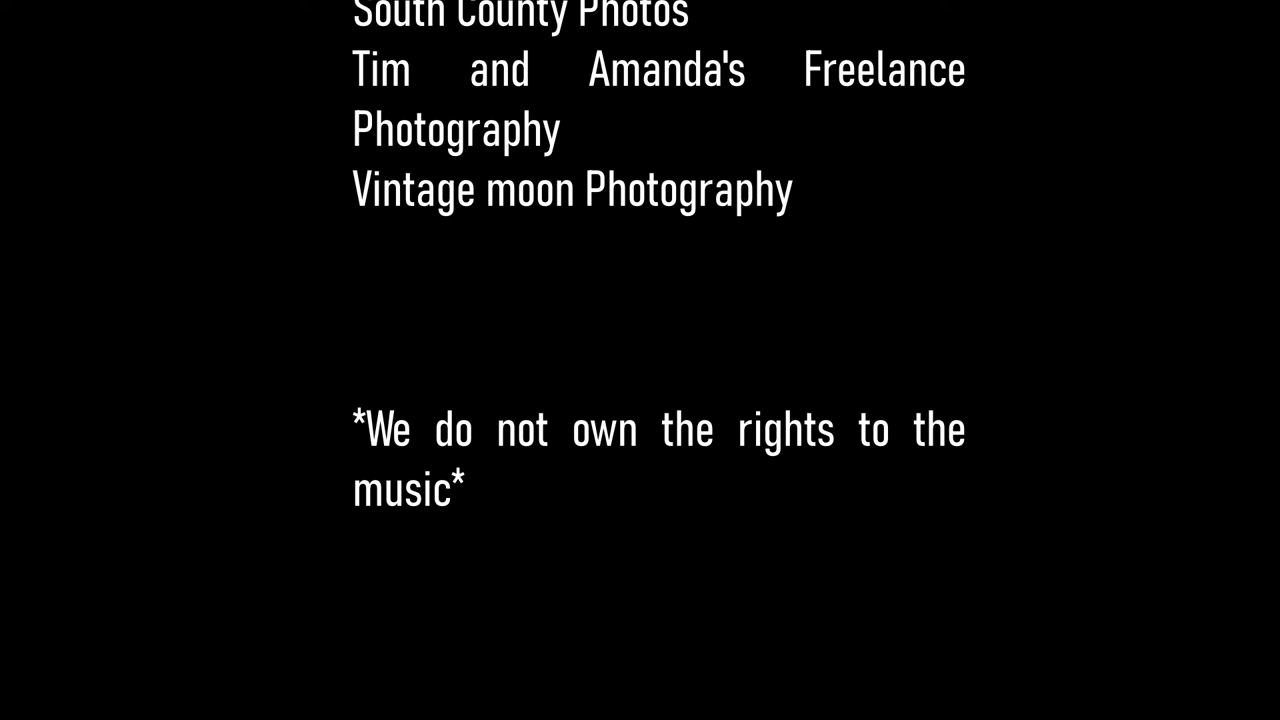 South County Photos
Tim and Amanda's Freelance
Photography
Vintage moon Photography
*We do not own the rights to the
music*